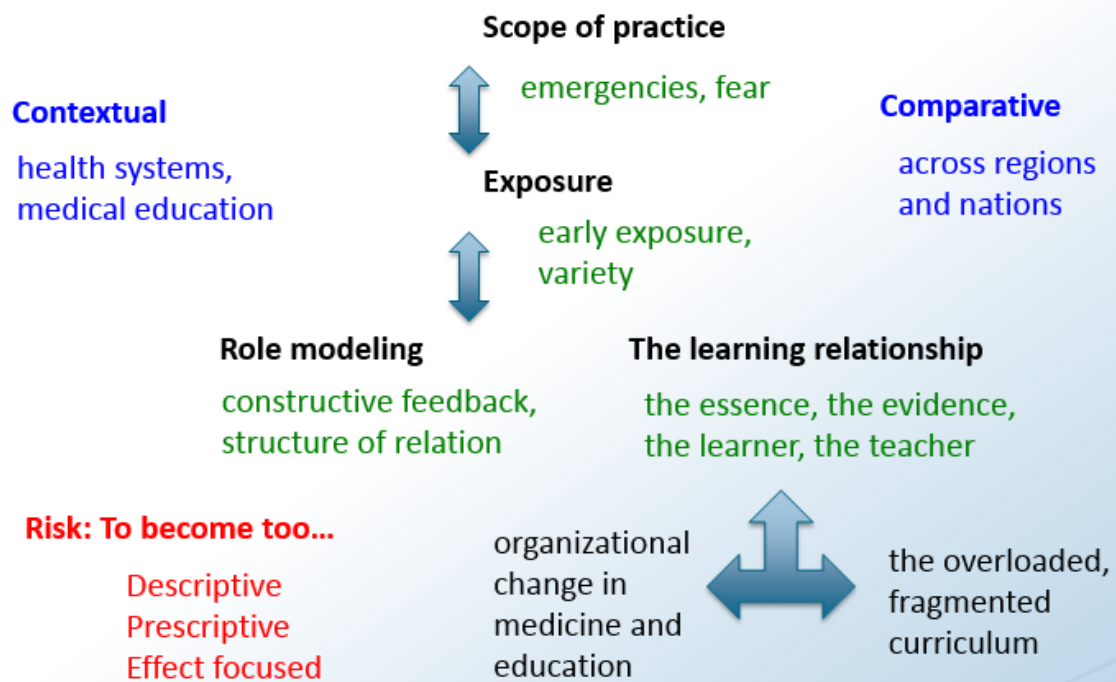 Scope of practice
emergencies, fear
Contextual
health systems,
medical education
Comparative
across regions
and nations
Exposure
early exposure,
variety
Role modeling
constructive feedback,
structure of relation
The learning relationship
the essence, the evidence,
the learner, the teacher
Risk: To become too...
Descriptive
Prescriptive
Effect focused
organizational
change in
medicine and
education
the overloaded,
fragmented
curriculum